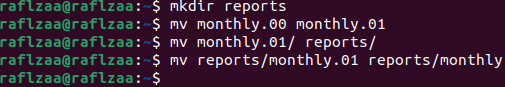 raflzaa@raflzaa:~$ mkdir reports
raflzaa@raflzaa:~$ mv monthly.00 monthly.01
raflzaa@raflzaa:~$ mv monthly.01/ reports/
raflzaa@raflzaa:~$ mv reports/monthly.01 reports/monthly
raflzaa@raflzaa:~$